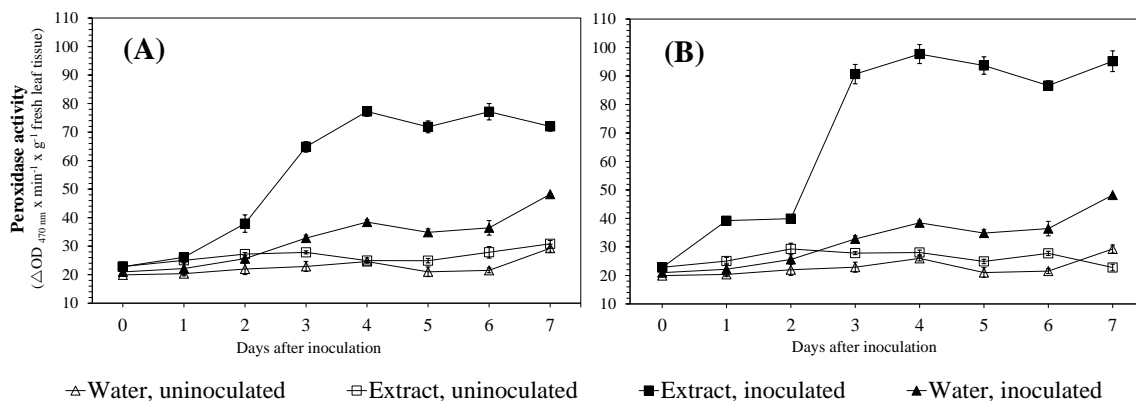 Peroxidase activity
(△OD 470 nm x min-1 x g-1 fresh leaf tissue)
110
100
90
80
70
60
50
40
30
20
10
(A)
0 1 2 3 4 5 6 7
Days after inoculation
110
100
90
80
70
60
50
40
30
20
10
(B)
0 1 2 3 4 5 6 7
Days after inoculation
Water, uninoculated Extract, uninoculated Extract, inoculated Water, inoculated